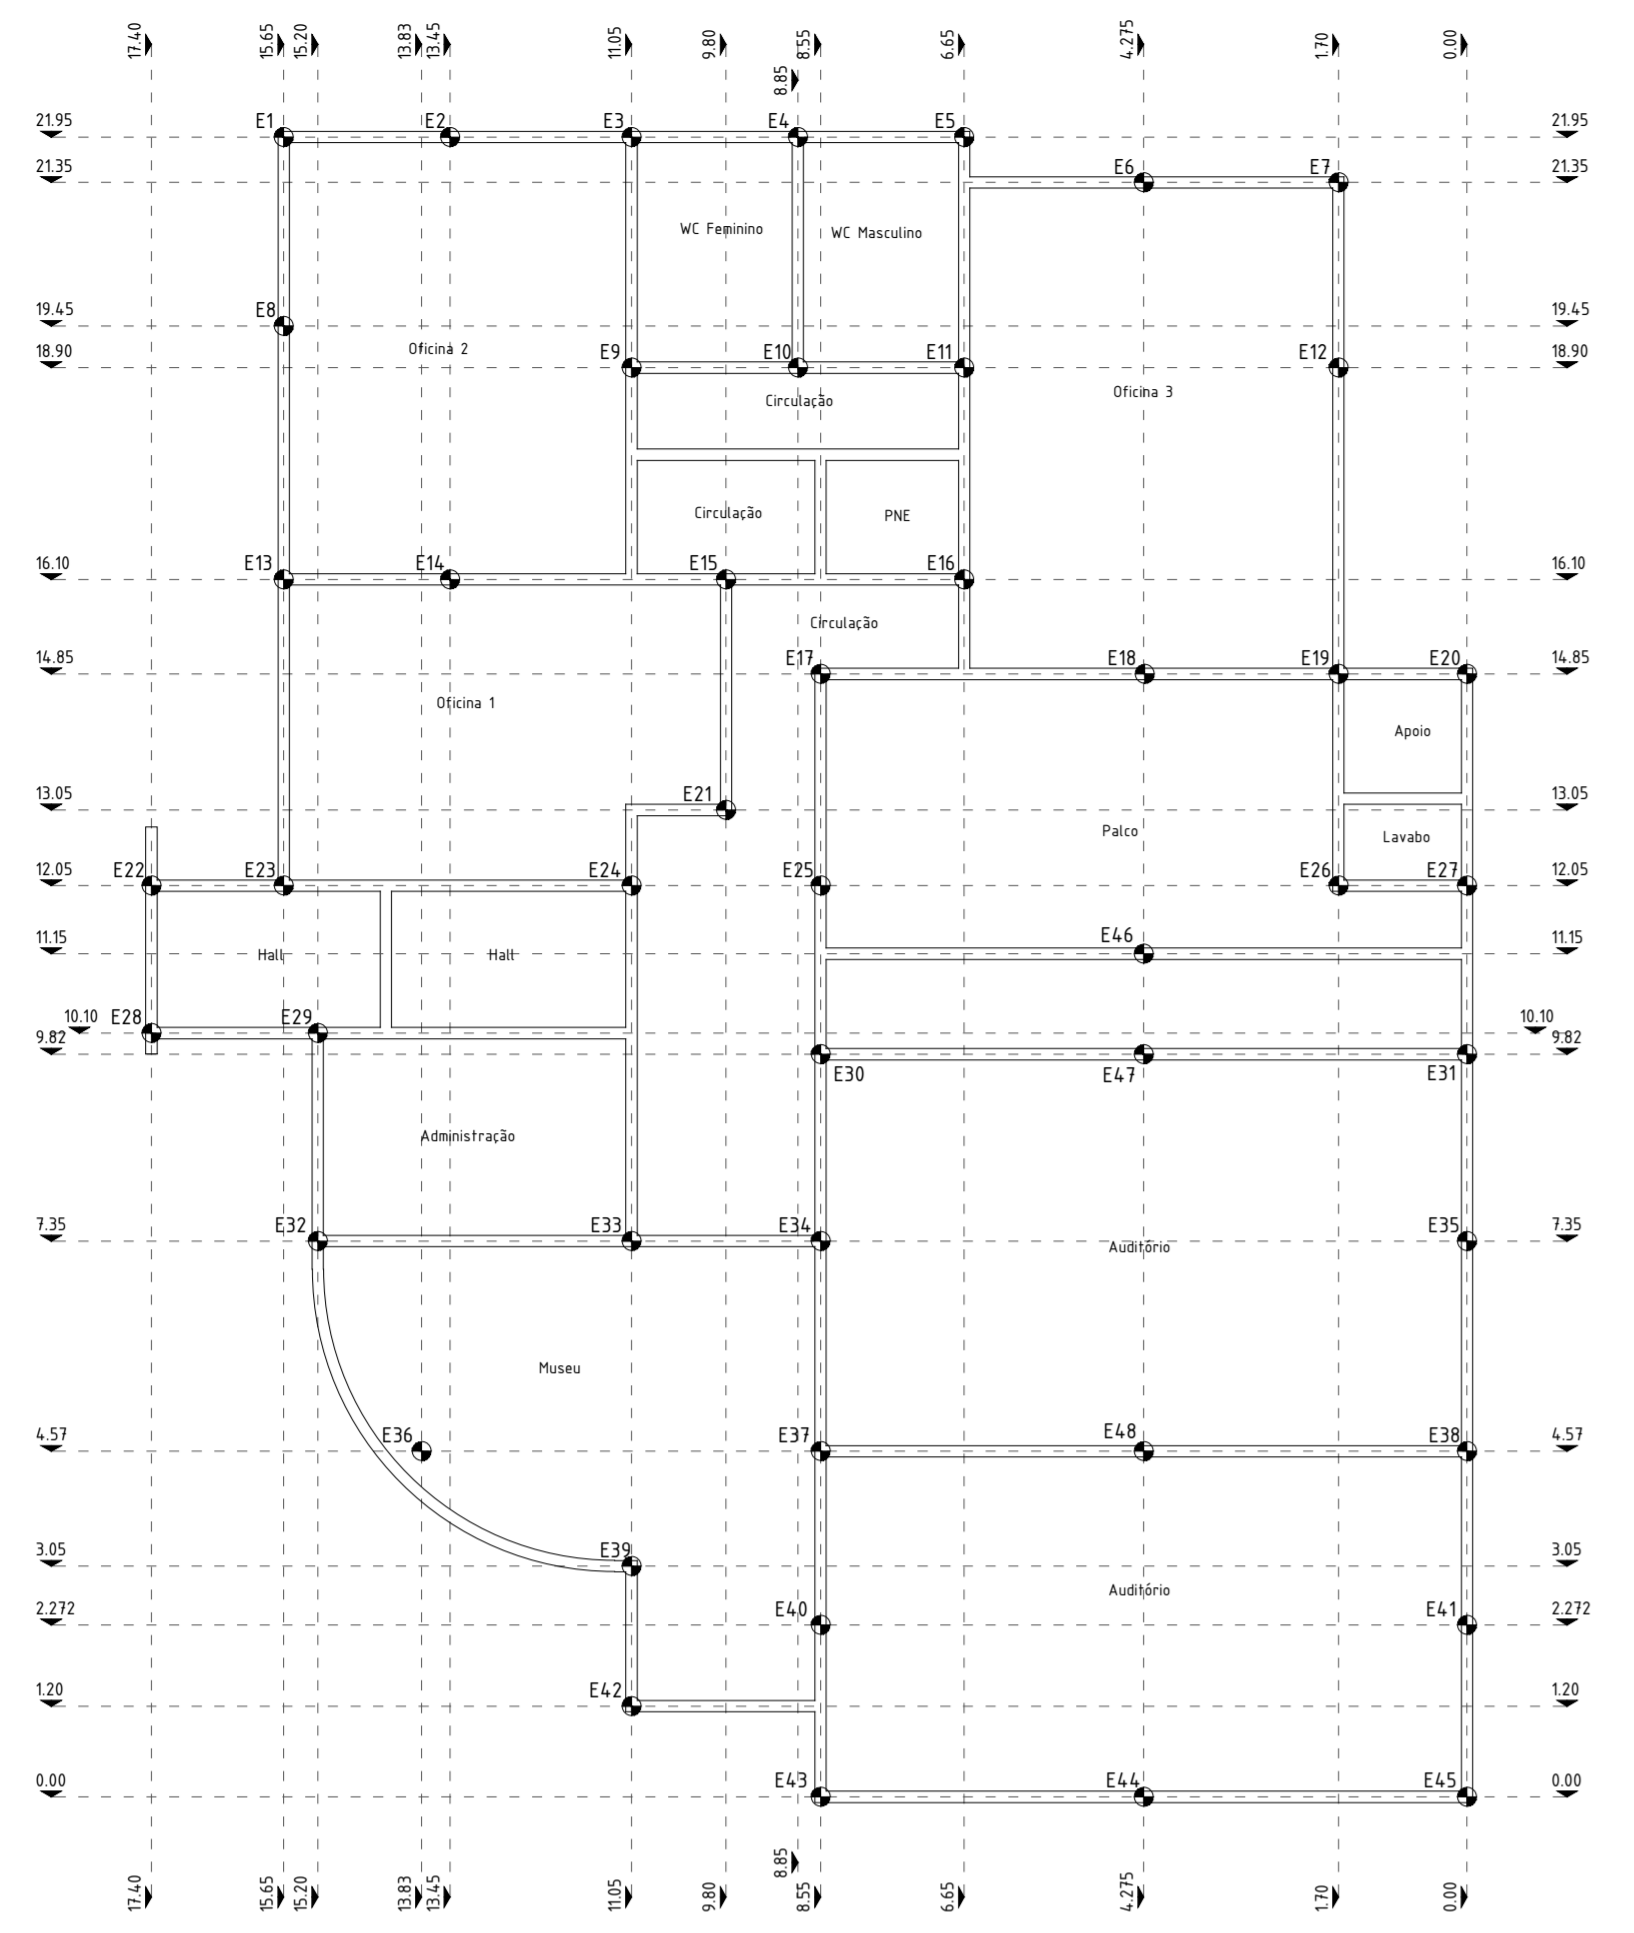 17.40 15.65 15.20 13.83 13.45 11.05 9.80 8.55 6.65 4.275 1.70 0.00
8.85
21.95 E1 E2 E3 E4 E5 21.95
21.35 E6 E7 21.35
WC Feminino WC Masculino
19.45 E8 19.45
18.90 Oficina 2 E9 E10 E11 E12 18.90
Circulação Oficina 3
Circulação PNE
16.10 E13 E14 E15 E16 16.10
Circulação
14.85 E17 E18 E19 E20 14.85
Oficina 1 Apoio
13.05 E21 13.05
Palco Lavabo
12.05 E22 E23 E24 E25 E26 E27 12.05
11.15 E46 11.15
Hall Hall
10.10 E28 E29 10.10
9.82 9.82
E30 E47 E31
Administração
7.35 E32 E33 E34 E35 7.35
Auditório
Museu
4.57 E36 E37 E48 E38 4.57
3.05 E39 3.05
Auditório
2.272 E40 E41 2.272
1.20 E42 1.20
0.00 E43 E44 E45 0.00
8.85
17.40 15.65 15.20 13.83 13.45 11.05 9.80 8.55 6.65 4.275 1.70 0.00